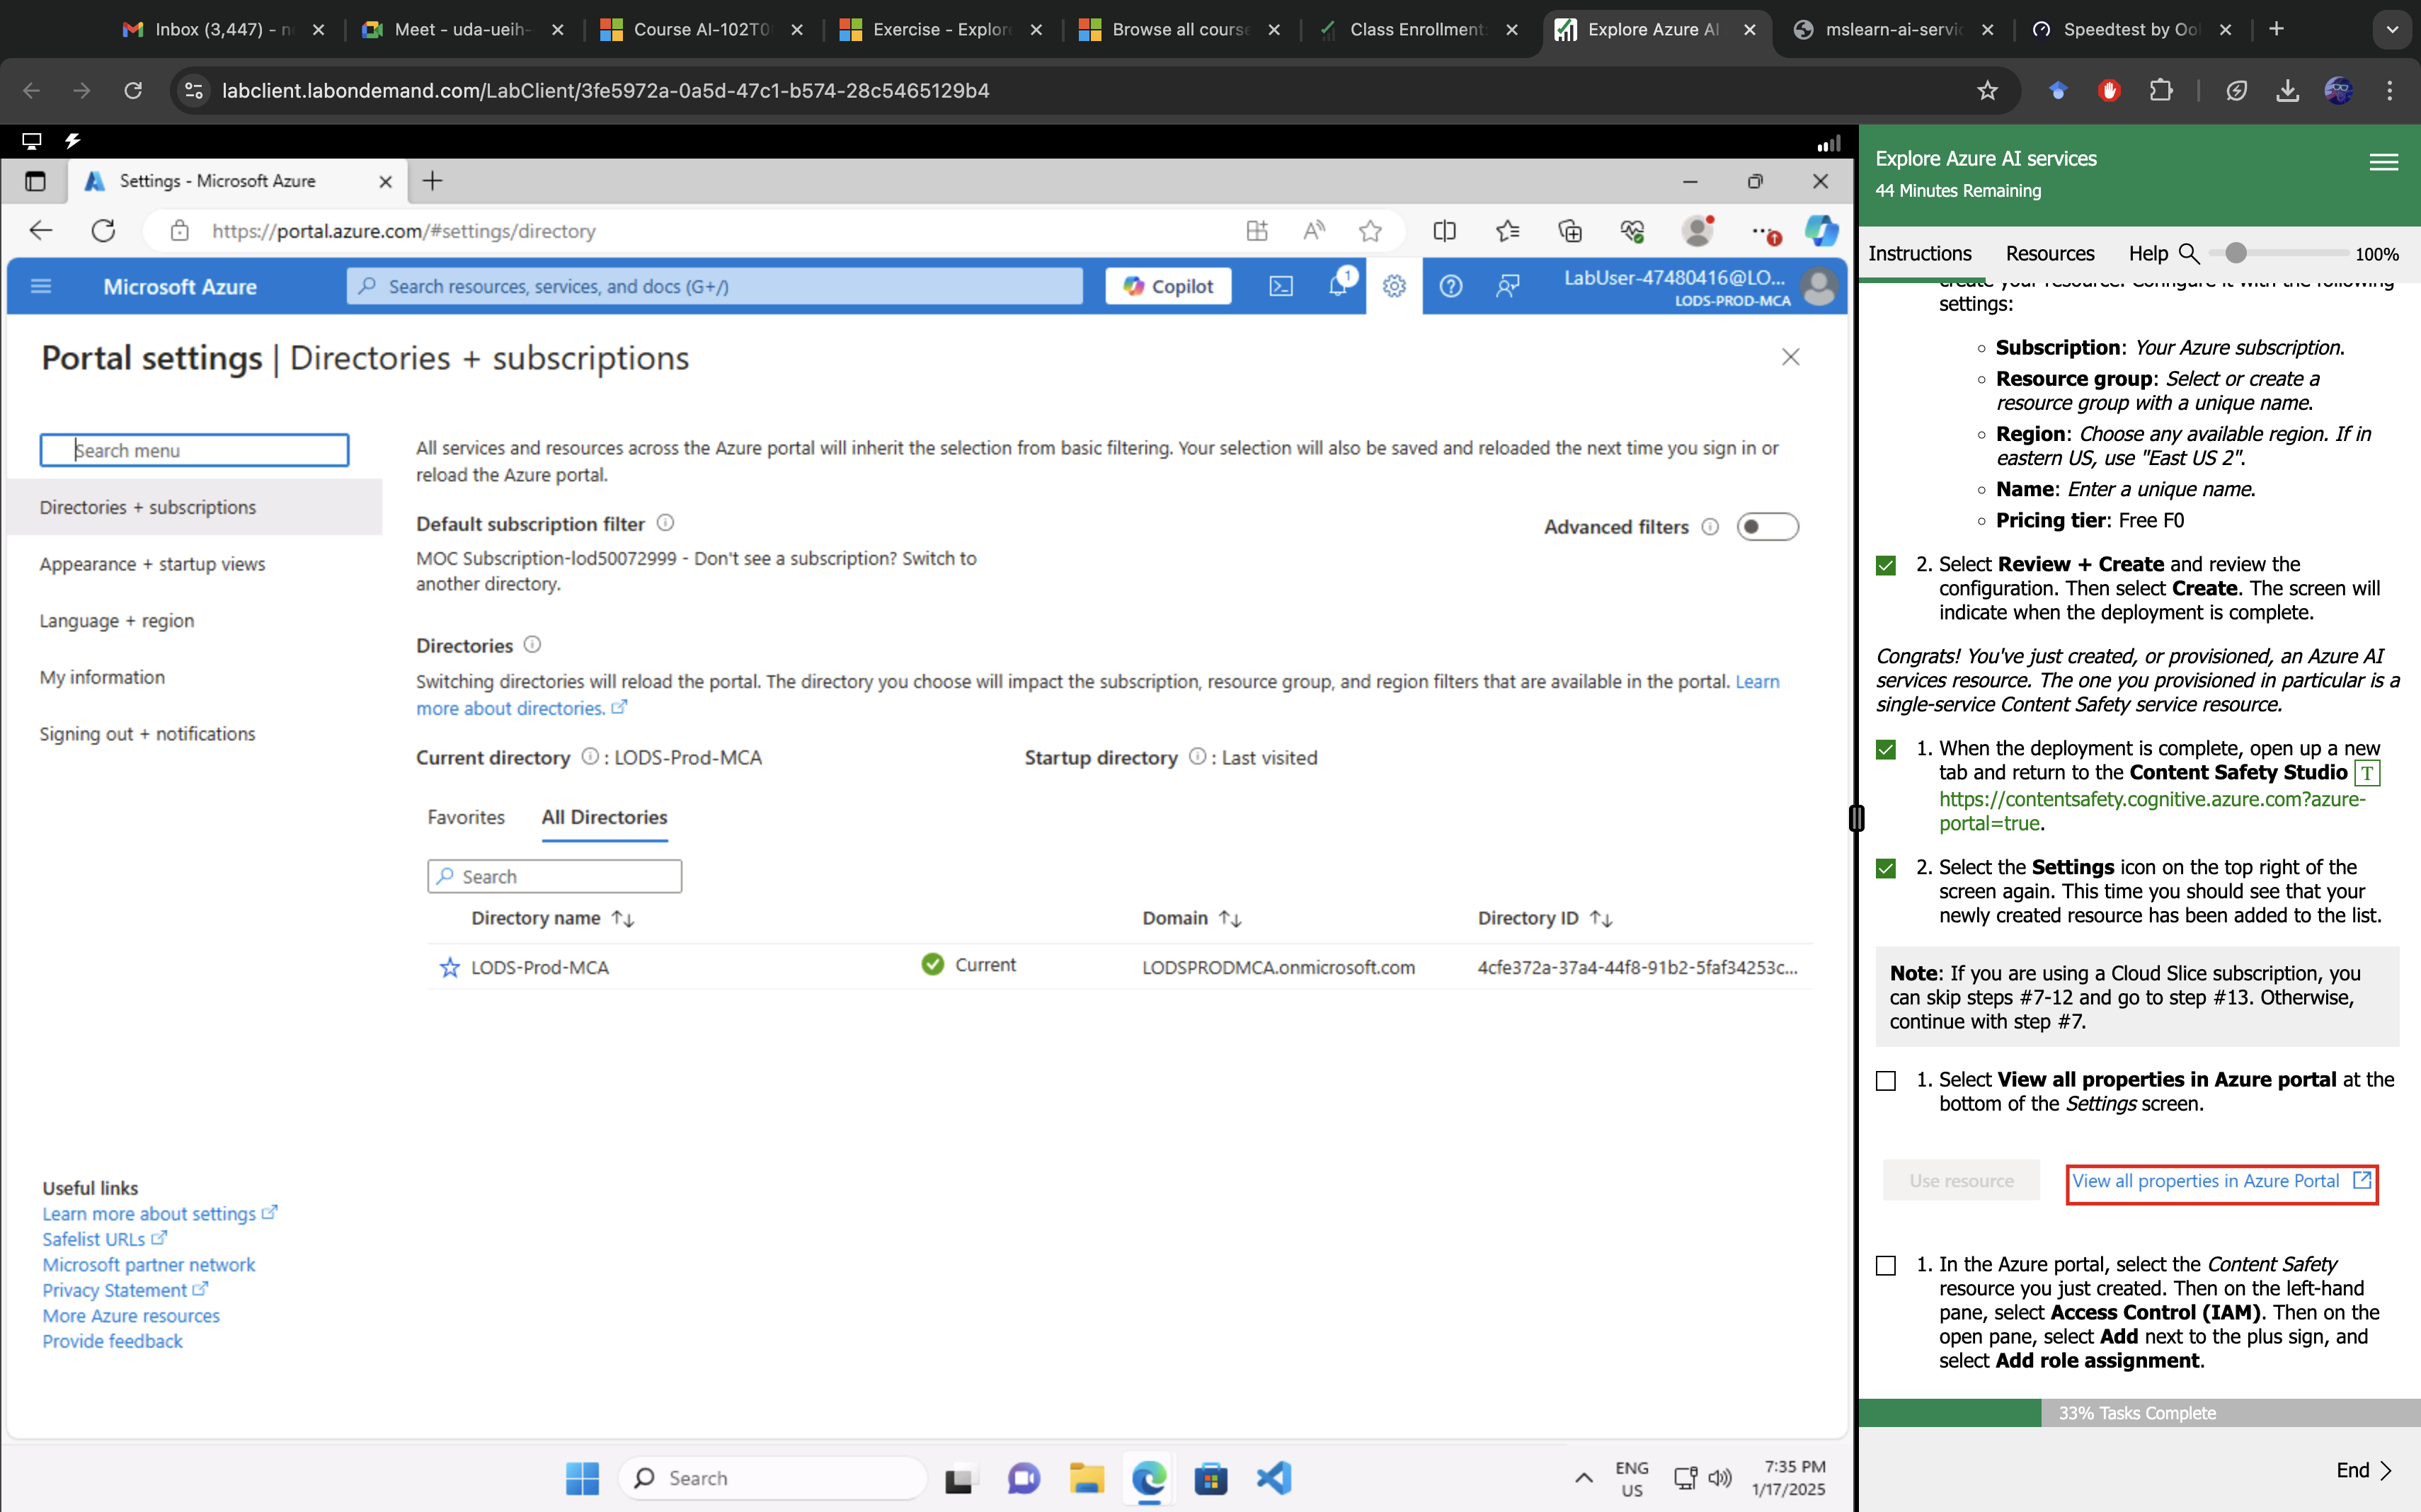 Inbox (3,447) - n
Meet - uda-ueih-
Course AI-102T0
Exercise - Explor
Browse all course
Class Enrollment
Explore Azure AI
mslearn-ai-servic
Speedtest by Ool
labclient.labondemand.com/LabClient/3fe5972a-0a5d-47c1-b574-28c5465129b4
Settings - Microsoft Azure
https://portal.azure.com/#settings/directory
Microsoft Azure
Search resources, services, and docs (G+/)
Copilot
1
LabUser-47480416@LO...
LODS-PROD-MCA
Portal settings | Directories + subscriptions
Search menu
Directories + subscriptions
Appearance + startup views
Language + region
My information
Signing out + notifications
Useful links
Learn more about settings
Safelist URLs
Microsoft partner network
Privacy Statement
More Azure resources
Provide feedback
All services and resources across the Azure portal will inherit the selection from basic filtering. Your selection will also be saved and reloaded the next time you sign in or
reload the Azure portal.
Default subscription filter
Advanced filters
MOC Subscription-lod50072999 - Don't see a subscription? Switch to
another directory.
Directories
Switching directories will reload the portal. The directory you choose will impact the subscription, resource group, and region filters that are available in the portal. Learn
more about directories.
Current directory : LODS-Prod-MCA
Startup directory : Last visited
Favorites
All Directories
Search
Directory name
Domain
Directory ID
LODS-Prod-MCA
Current
LODSPRODMCA.onmicrosoft.com
4cfe372a-37a4-44f8-91b2-5faf34253c...
Search
ENG
US
7:35 PM
1/17/2025
Explore Azure AI services
44 Minutes Remaining
Instructions
Resources
Help
100%
create your resource. Configure it with the following
settings:
Subscription: Your Azure subscription.
Resource group: Select or create a
resource group with a unique name.
Region: Choose any available region. If in
eastern US, use "East US 2".
Name: Enter a unique name.
Pricing tier: Free F0
2. Select Review + Create and review the
configuration. Then select Create. The screen will
indicate when the deployment is complete.
Congrats! You've just created, or provisioned, an Azure AI
services resource. The one you provisioned in particular is a
single-service Content Safety service resource.
1. When the deployment is complete, open up a new
tab and return to the Content Safety Studio T
https://contentsafety.cognitive.azure.com?azure-
portal=true.
2. Select the Settings icon on the top right of the
screen again. This time you should see that your
newly created resource has been added to the list.
Note: If you are using a Cloud Slice subscription, you
can skip steps #7-12 and go to step #13. Otherwise,
continue with step #7.
1. Select View all properties in Azure portal at the
bottom of the Settings screen.
Use resource
View all properties in Azure Portal
1. In the Azure portal, select the Content Safety
resource you just created. Then on the left-hand
pane, select Access Control (IAM). Then on the
open pane, select Add next to the plus sign, and
select Add role assignment.
33% Tasks Complete
End